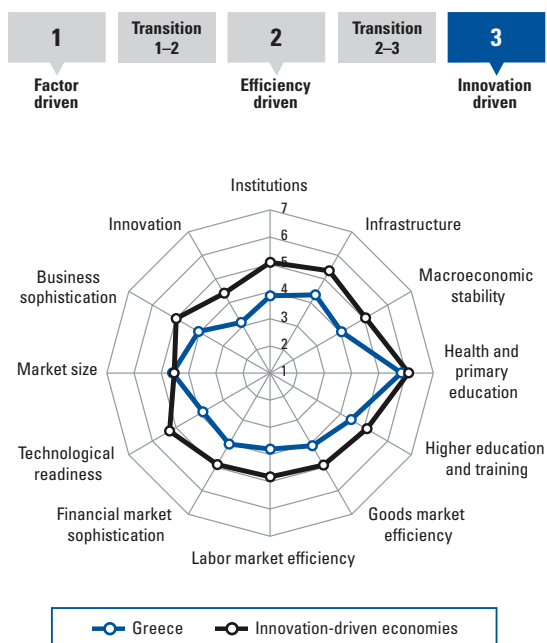 1
Transition
1–2
2
Transition
2–3
3
Factor
driven
Efficiency
driven
Innovation
driven
Institutions
7
6
5
4
3
2
1
Infrastructure
Macroeconomic
stability
Health and
primary
education
Higher education
and training
Goods market
efficiency
Labor market efficiency
Financial market
sophistication
Technological
readiness
Market size
Business
sophistication
Innovation
Greece
Innovation-driven economies